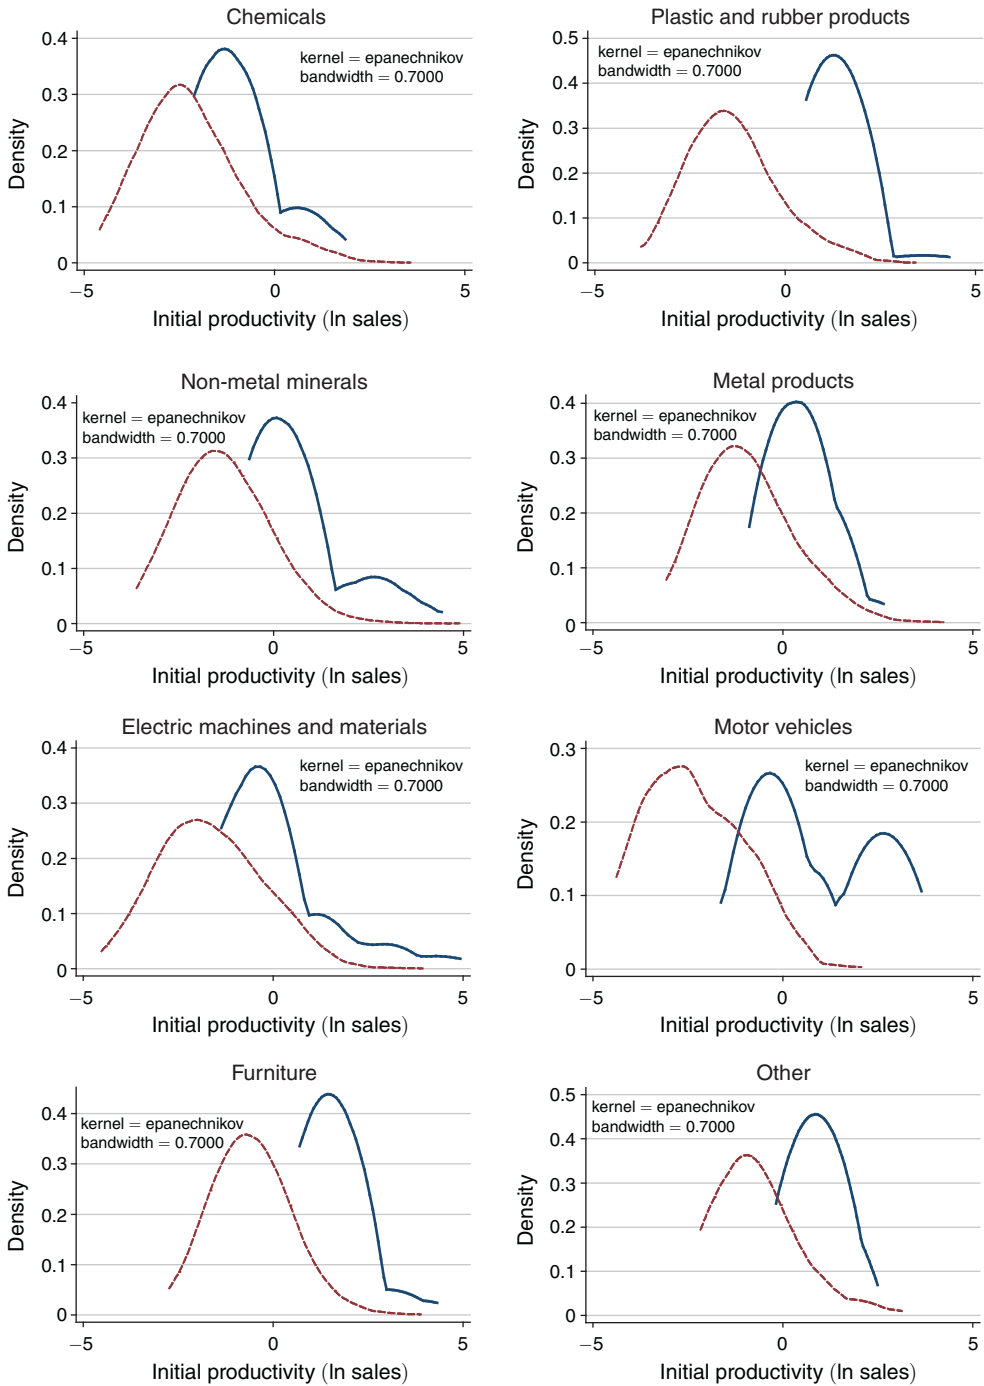 Chemicals
0.4
0.3
0.2
0.1
0
Density
kernel = epanechnikov
bandwidth = 0.7000
−5
0
5
Initial productivity (ln sales)
Plastic and rubber products
0.5
0.4
0.3
0.2
0.1
0
Density
kernel = epanechnikov
bandwidth = 0.7000
−5
0
5
Initial productivity (ln sales)
Non-metal minerals
0.4
0.3
0.2
0.1
0
Density
kernel = epanechnikov
bandwidth = 0.7000
−5
0
5
Initial productivity (ln sales)
Metal products
0.4
0.3
0.2
0.1
0
Density
kernel = epanechnikov
bandwidth = 0.7000
−5
0
5
Initial productivity (ln sales)
Electric machines and materials
0.4
0.3
0.2
0.1
0
Density
kernel = epanechnikov
bandwidth = 0.7000
−5
0
5
Initial productivity (ln sales)
Motor vehicles
0.3
0.2
0.1
0
Density
kernel = epanechnikov
bandwidth = 0.7000
−5
0
5
Initial productivity (ln sales)
Furniture
0.4
0.3
0.2
0.1
0
Density
kernel = epanechnikov
bandwidth = 0.7000
−5
0
5
Initial productivity (ln sales)
Other
0.5
0.4
0.3
0.2
0.1
0
Density
kernel = epanechnikov
bandwidth = 0.7000
−5
0
5
Initial productivity (ln sales)